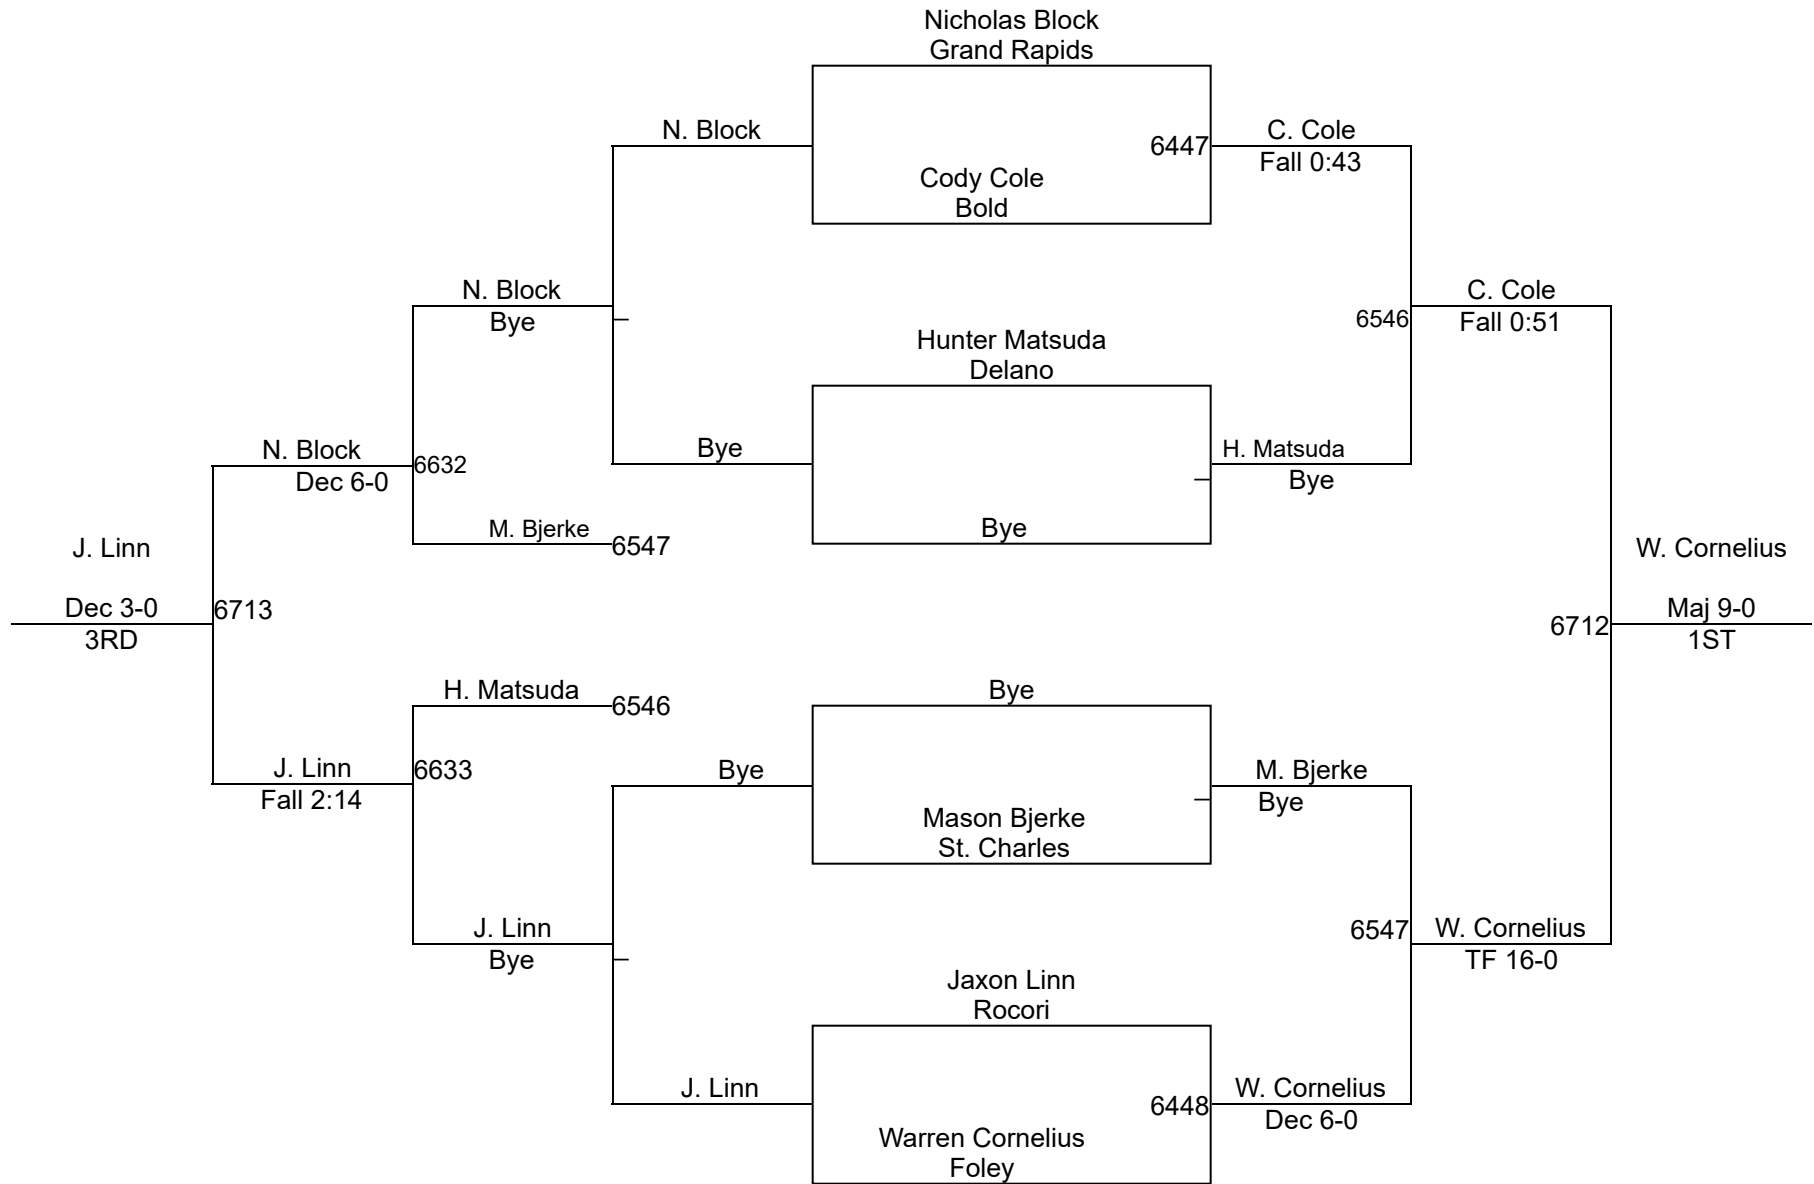 Nicholas Block
Grand Rapids
N. Block
6447
C. Cole
Fall 0:43
Cody Cole
Bold
N. Block
Bye
6546
C. Cole
Fall 0:51
Hunter Matsuda
Delano
N. Block
Dec 6-0
6632
Bye
H. Matsuda
Bye
M. Bjerke
6547
Bye
J. Linn
Dec 3-0
3RD
6713
W. Cornelius
6712
Maj 9-0
1ST
H. Matsuda
6546
Bye
J. Linn
Fall 2:14
6633
Bye
M. Bjerke
Bye
Mason Bjerke
St. Charles
J. Linn
Bye
6547
W. Cornelius
TF 16-0
Jaxon Linn
Rocori
J. Linn
6448
W. Cornelius
Dec 6-0
Warren Cornelius
Foley